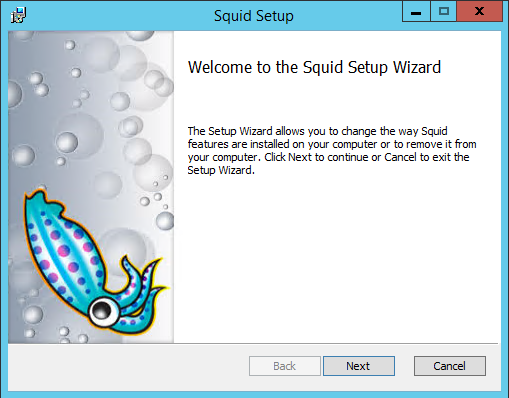 Squid Setup
Welcome to the Squid Setup Wizard
The Setup Wizard allows you to change the way Squid
features are installed on your computer or to remove it from
your computer. Click Next to continue or Cancel to exit the
Setup Wizard.
Back Next Cancel